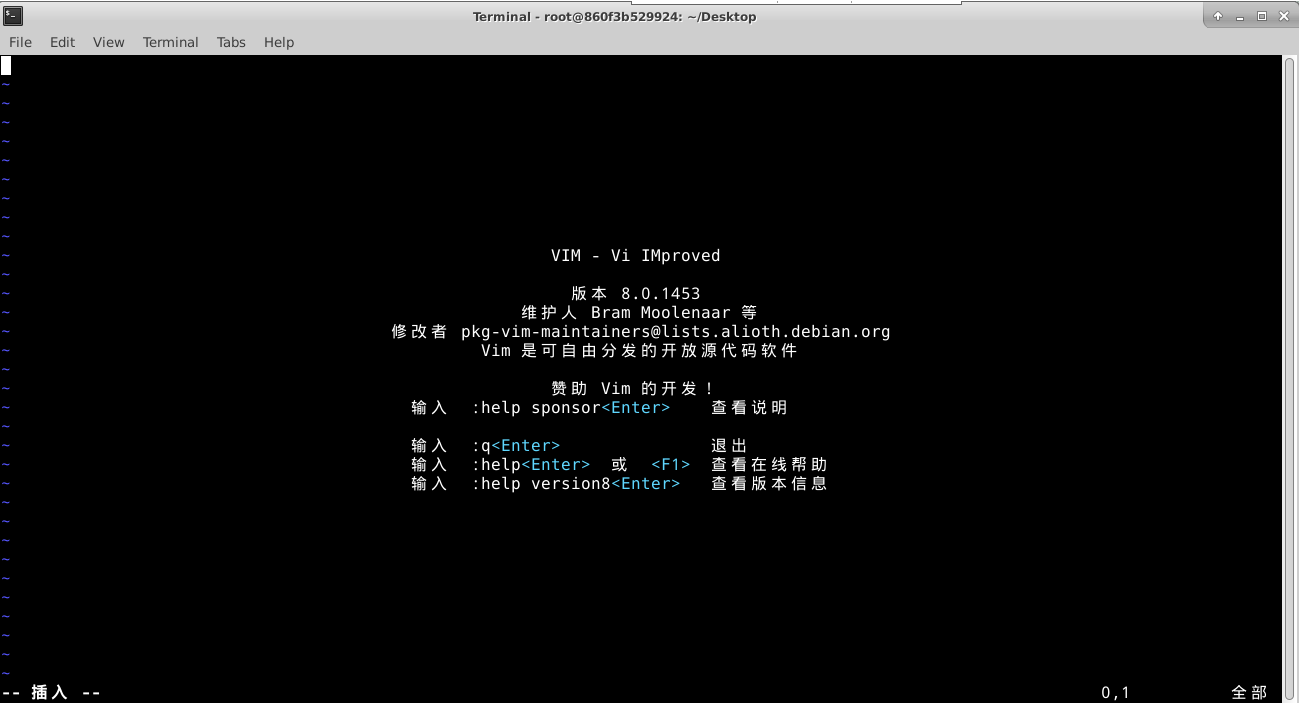 Terminal - root@860f3b529924: ~/Desktop
File Edit View Terminal Tabs Help
~
~
~
~
~
~
~
~
~
~ VIM - Vi IMproved
~
~ 版本 8.0.1453
~ 维护人 Bram Moolenaar 等
~ 修改者 pkg-vim-maintainers@lists.alioth.debian.org
~ Vim 是可自由分发的开放源代码软件
~
~ 赞助 Vim 的开发！
~ 输入 :help sponsor<Enter> 查看说明
~
~ 输入 :q<Enter> 退出
~ 输入 :help<Enter> 或 <F1> 查看在线帮助
~ 输入 :help version8<Enter> 查看版本信息
~
~
~
~
~
~
~
~
~
~
-- 插入 -- 0,1 全部